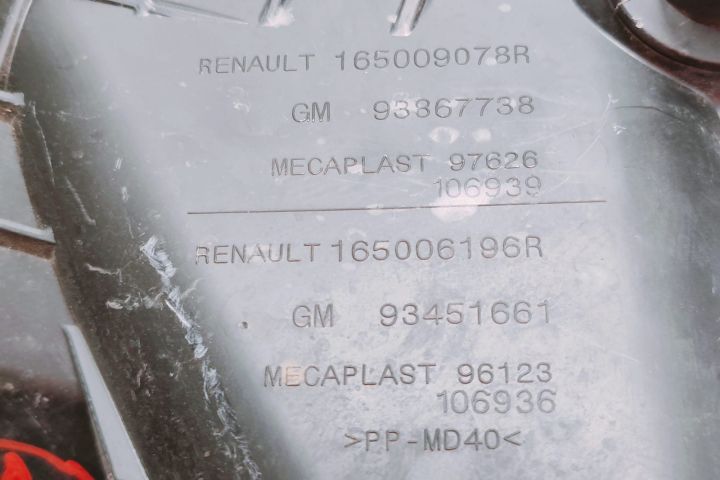 RENAULT 165009078R
GM 93867738
MECAPLAST 97626
106939
RENAULT 165006196R
GM 93451661
MECAPLAST 96123
106936
>PP-MD40<